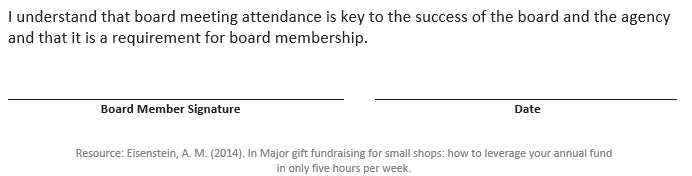 I understand that board meeting attendance is key to the success of the board and the agency
and that it is a requirement for board membership.
Board Member Signature
Date
Resource: Eisenstein, A. M. (2014). In Major gift fundraising for small shops: how to leverage your annual fund
in only five hours per week.